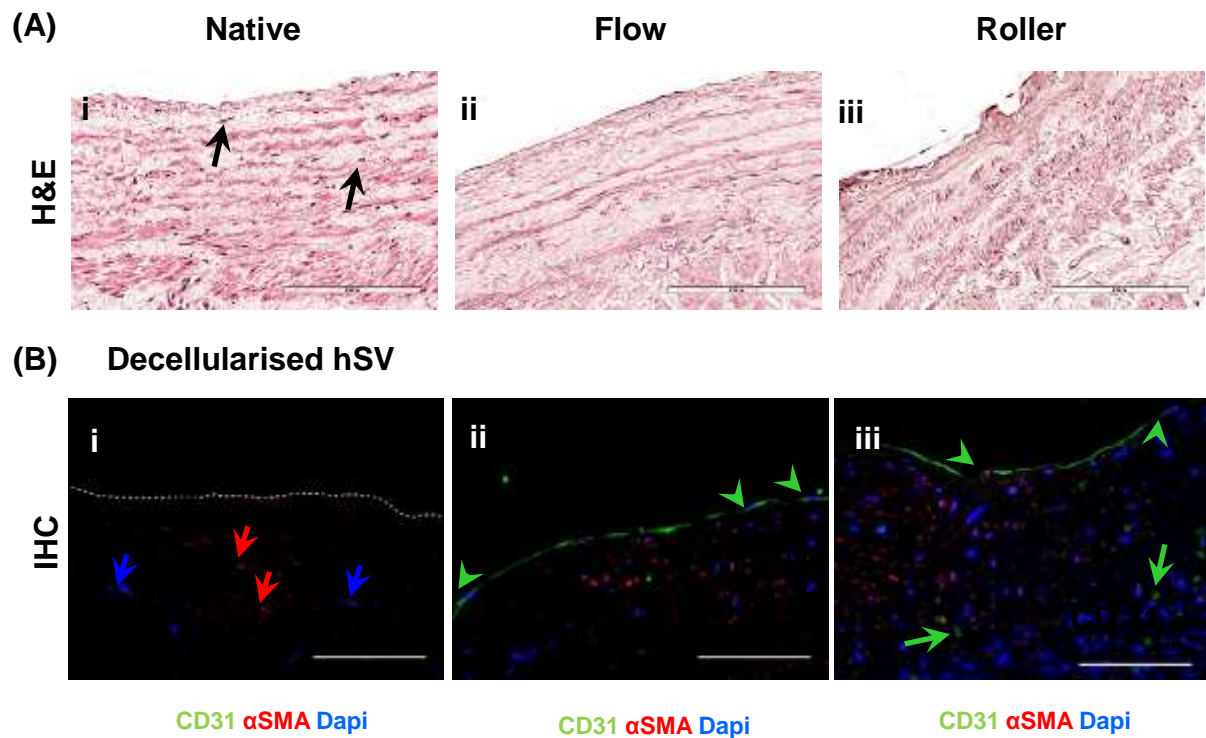 (A) Native Flow Roller
H&E
i ii iii
(B) Decellularised hSV
IHC
i ii iii
CD31 αSMA Dapi CD31 αSMA Dapi CD31 αSMA Dapi